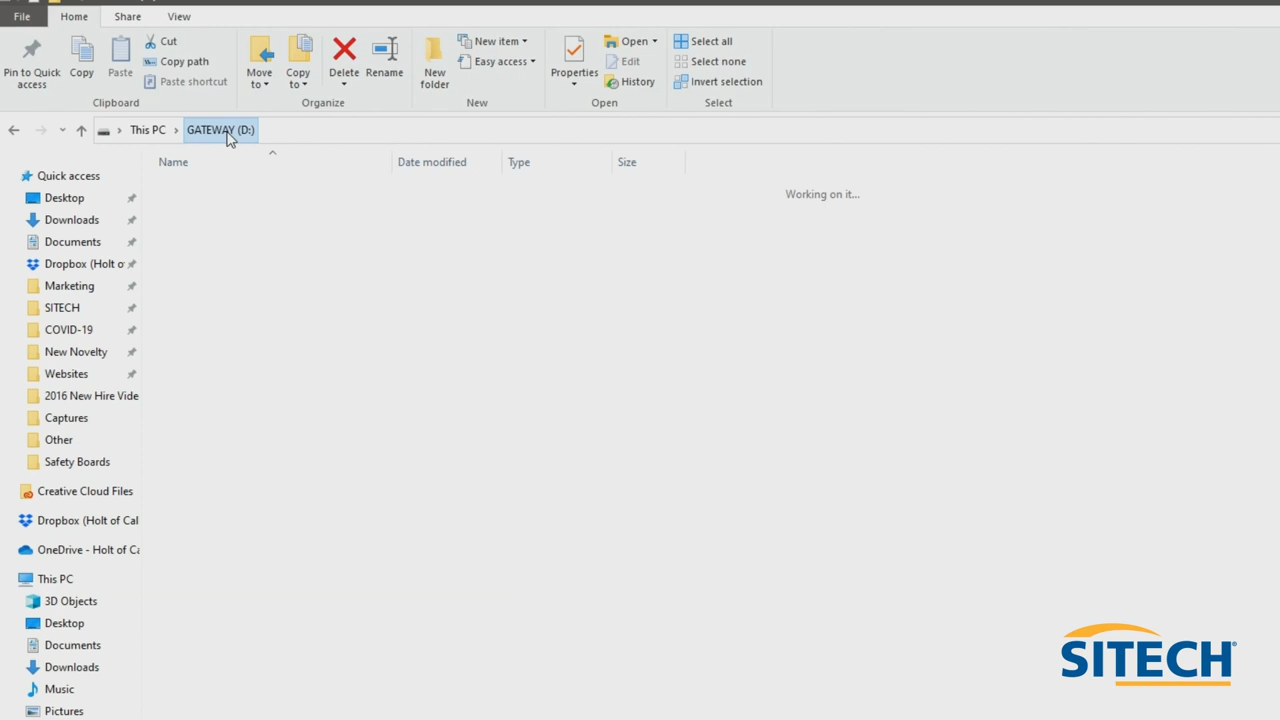 File Home Share View
Pin to Quick access
Copy
Paste
Cut
Copy path
Paste shortcut
Clipboard
Move to
Copy to
Delete
Rename
Organize
New folder
New item
Easy access
New
Properties
Open
Edit
History
Open
Select all
Select none
Invert selection
Select
This PC > GATEWAY (D:)
Name Date modified Type Size
Working on it...
Quick access
Desktop
Downloads
Documents
Dropbox (Holt o
Marketing
SITECH
COVID-19
New Novelty
Websites
2016 New Hire Vide
Captures
Other
Safety Boards
Creative Cloud Files
Dropbox (Holt of Cal
OneDrive - Holt of Ca
This PC
3D Objects
Desktop
Documents
Downloads
Music
Pictures
SITECH®